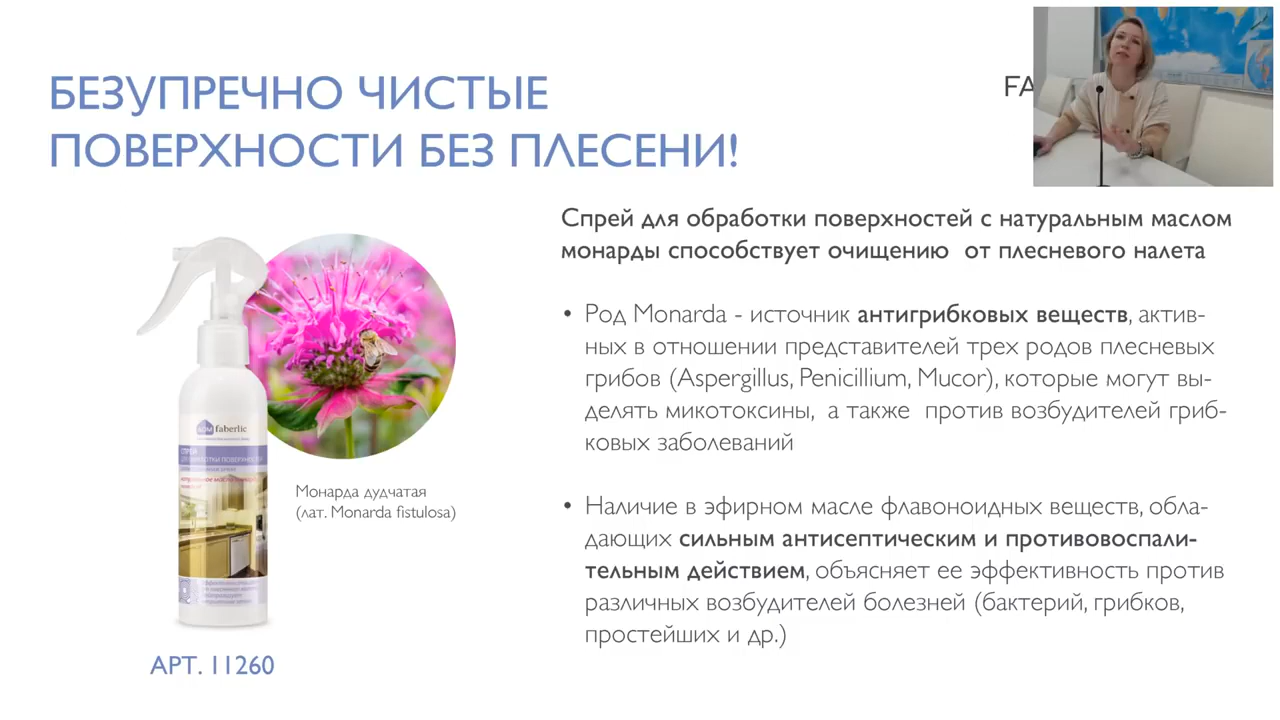 БЕЗУПРЕЧНО ЧИСТЫЕ
ПОВЕРХНОСТИ БЕЗ ПЛЕСЕНИ!
FA
Спрей для обработки поверхностей с натуральным маслом
монарды способствует очищению от плесневого налета
• Род Monarda - источник антигрибковых веществ, актив-
ных в отношении представителей трех родов плесневых
грибов (Aspergillus, Penicillium, Mucor), которые могут вы-
делять микотоксины, а также против возбудителей гриб-
ковых заболеваний
• Наличие в эфирном масле флавоноидных веществ, обла-
дающих сильным антисептическим и противовоспали-
тельным действием, объясняет ее эффективность против
различных возбудителей болезней (бактерий, грибков,
простейших и др.)
Монарда дудчатая
(лат. Monarda fistulosa)
faberlic
СПРЕЙ
АРТ. 11260